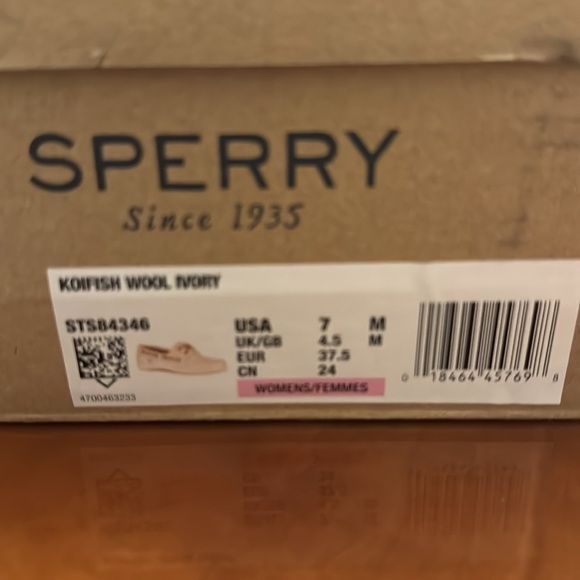 SPERRY
Since 1935
KOIFISH WOOL IVORY
STS84346
USA 7 M
UK/GB 4.5 M
EUR 37.5
CN 24
WOMENS/FEMMES
4700463233
0 18464 45769 8